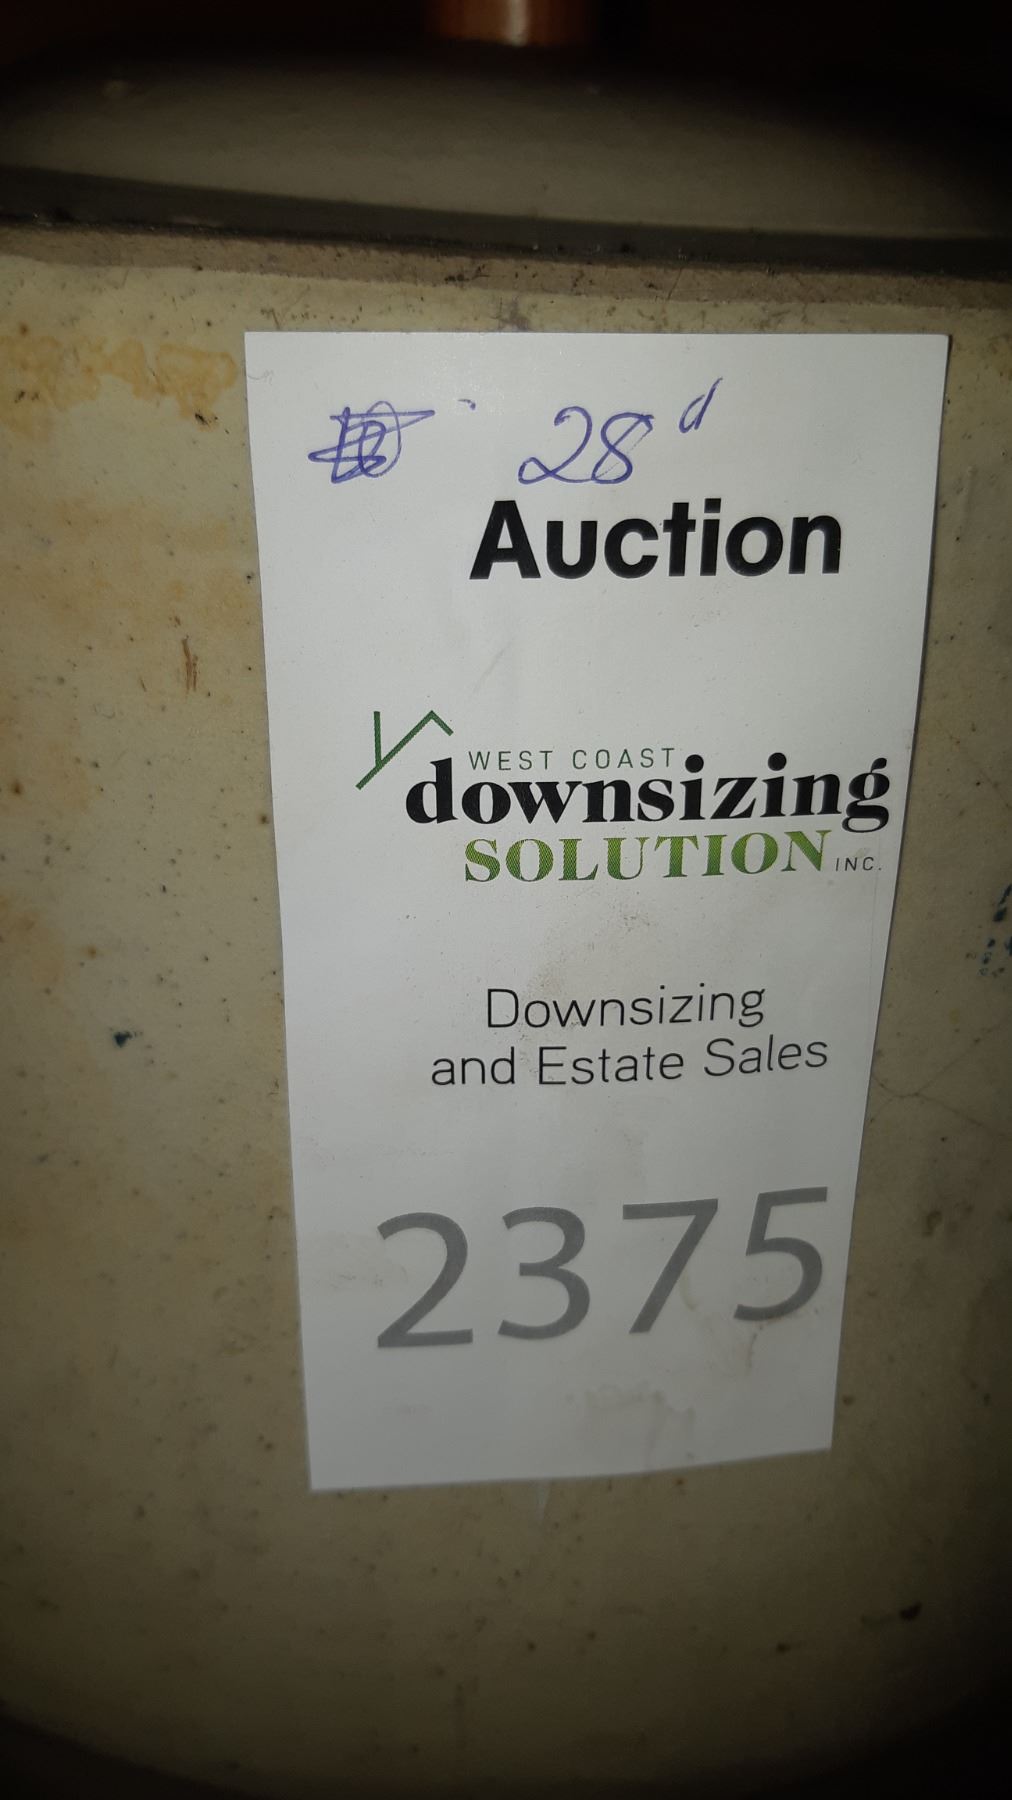 28 d
Auction
WEST COAST
downsizing
SOLUTION INC.
Downsizing
and Estate Sales
2375